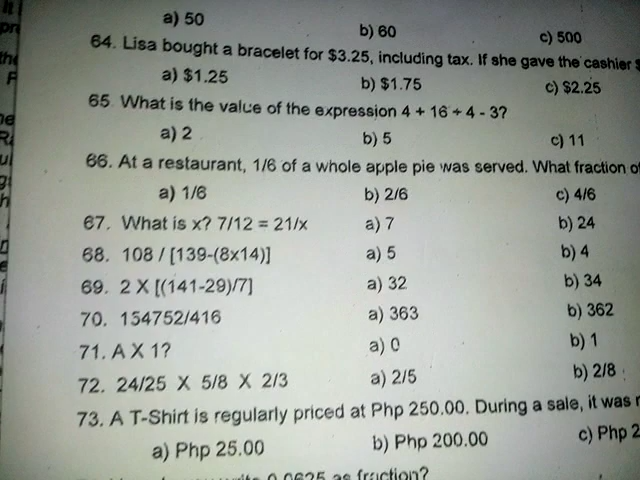 a) 50 b) 60 c) 500
64. Lisa bought a bracelet for $3.25, including tax. If she gave the cashier $
a) $1.25 b) $1.75 c) $2.25
65. What is the value of the expression 4 + 16 ÷ 4 - 3?
a) 2 b) 5 c) 11
66. At a restaurant, 1/6 of a whole apple pie was served. What fraction of
a) 1/6 b) 2/6 c) 4/6
67. What is x? 7/12 = 21/x a) 7 b) 24
68. 108 / [139-(8x14)] a) 5 b) 4
69. 2 X [(141-29)/7] a) 32 b) 34
70. 154752/416 a) 363 b) 362
71. A X 1? a) 0 b) 1
72. 24/25 X 5/8 X 2/3 a) 2/5 b) 2/8
73. A T-Shirt is regularly priced at Php 250.00. During a sale, it was
a) Php 25.00 b) Php 200.00 c) Php 2
write 0.0625 as fraction?